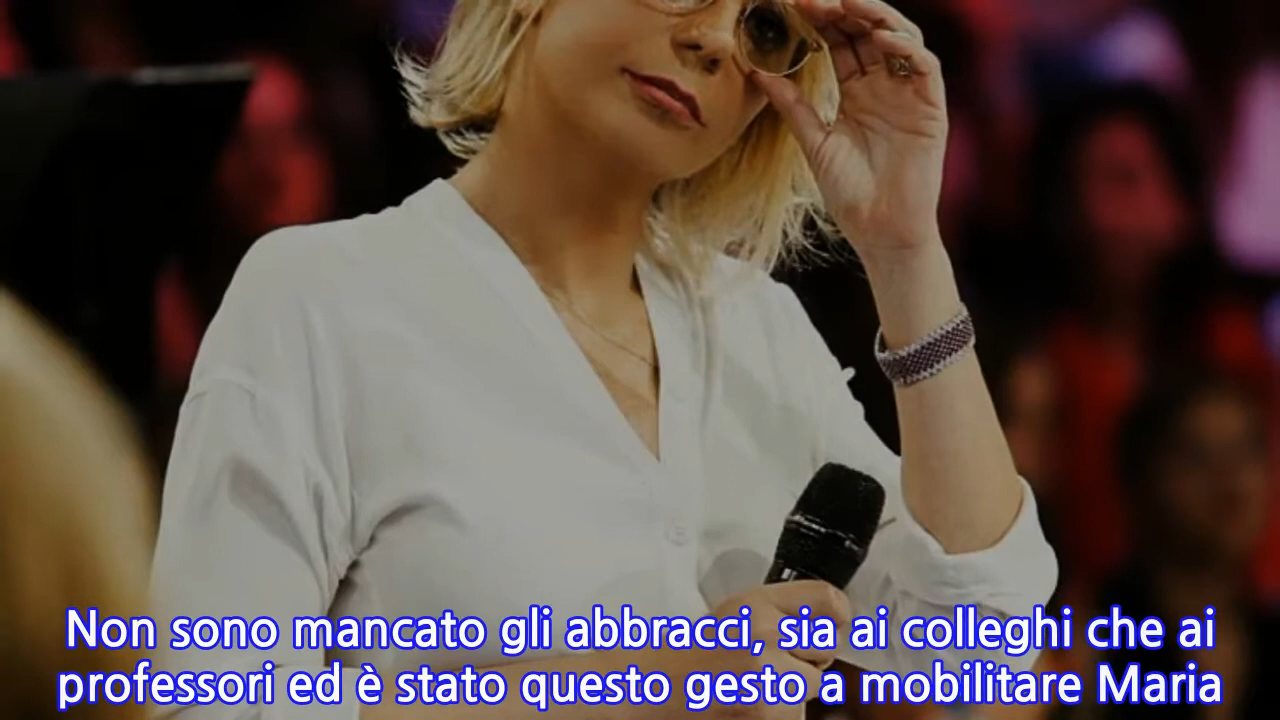 Non sono mancato gli abbracci, sia ai colleghi che ai
professori ed è stato questo gesto a mobilitare Maria